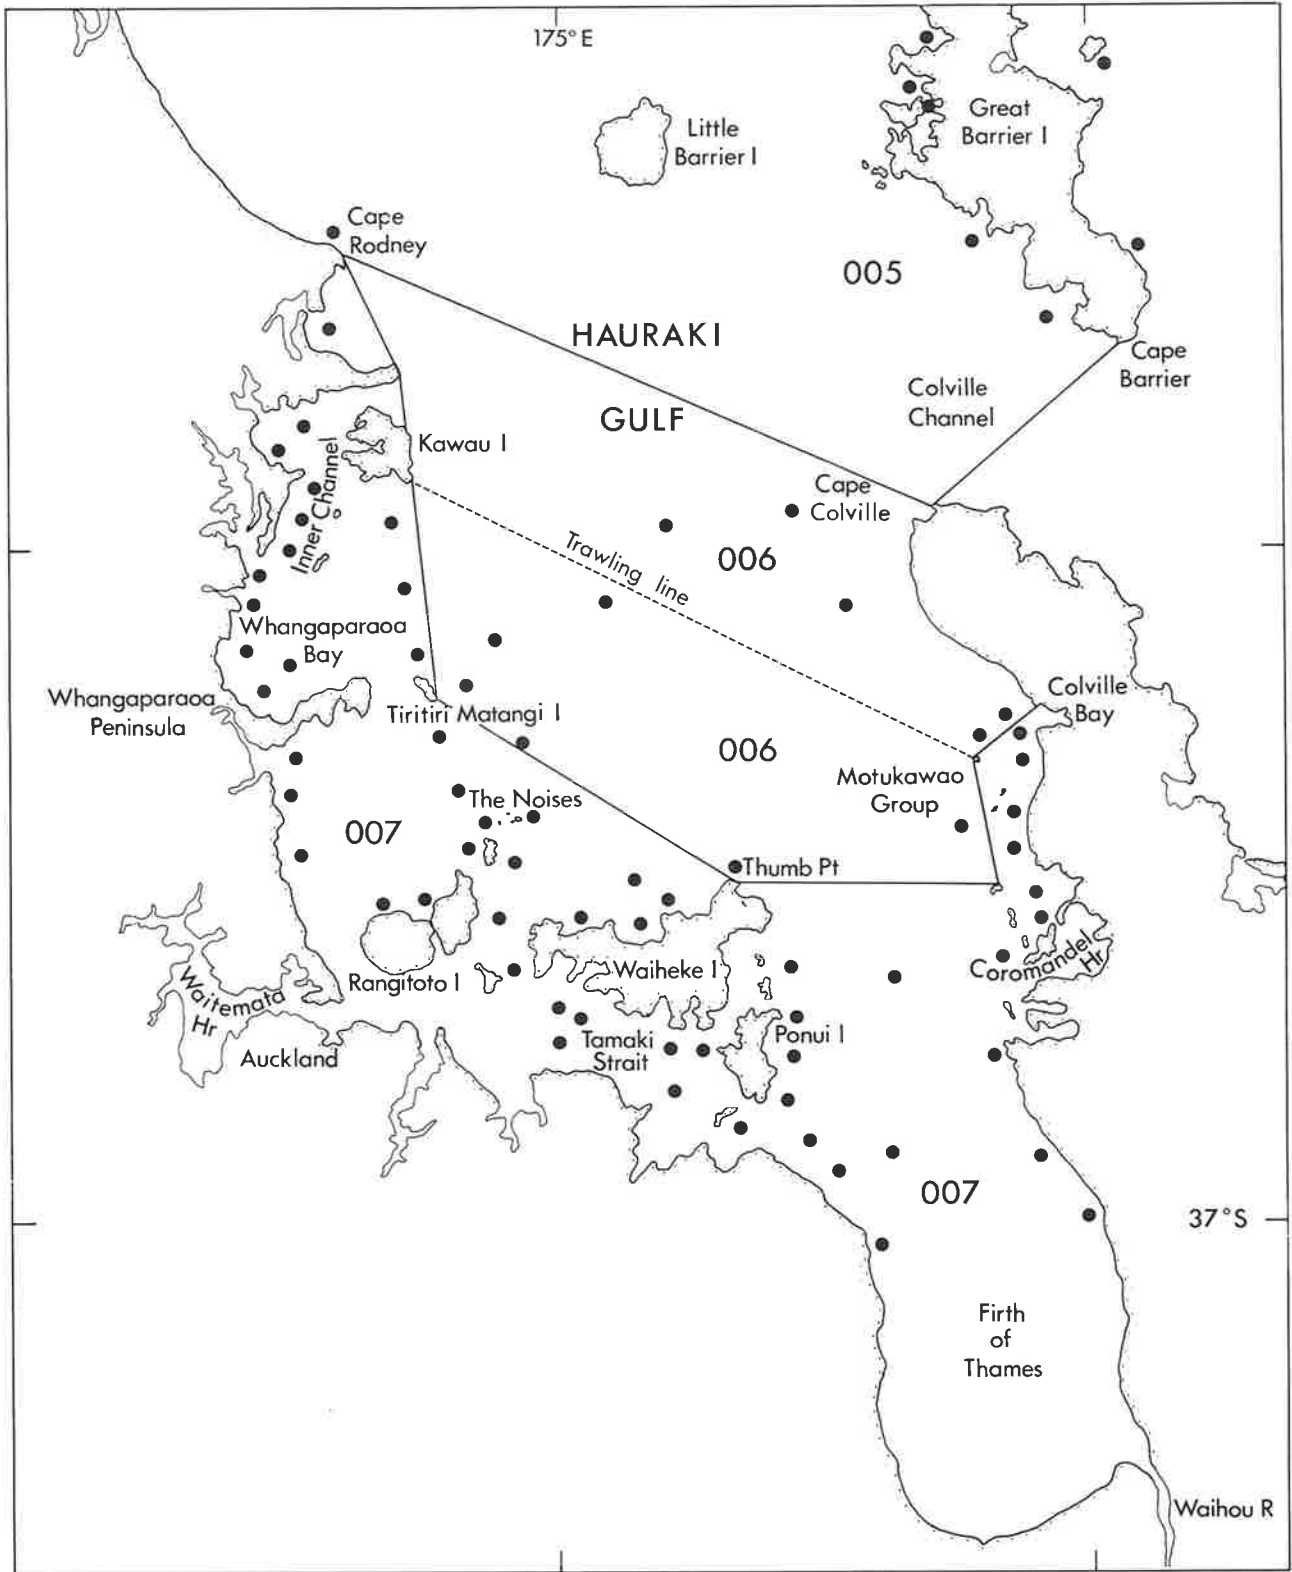 175° E
Little
Barrier I
Great
Barrier I
Cape
Rodney
005
HAURAKI
GULF
Cape
Barrier
Colville
Channel
Kawau I
Inner Channel
Cape
Colville
Trawling line
006
Whangaparaoa
Bay
Whangaparaoa
Peninsula
Tiritiri Matangi I
Colville
Bay
006
Motukawao
Group
The Noises
007
Thumb Pt
Waitemata
Hr
Rangitoto I
Waiheke I
Coromandel
Hr
Auckland
Tamaki
Strait
Ponui I
007
37° S
Firth
of
Thames
Waihou R